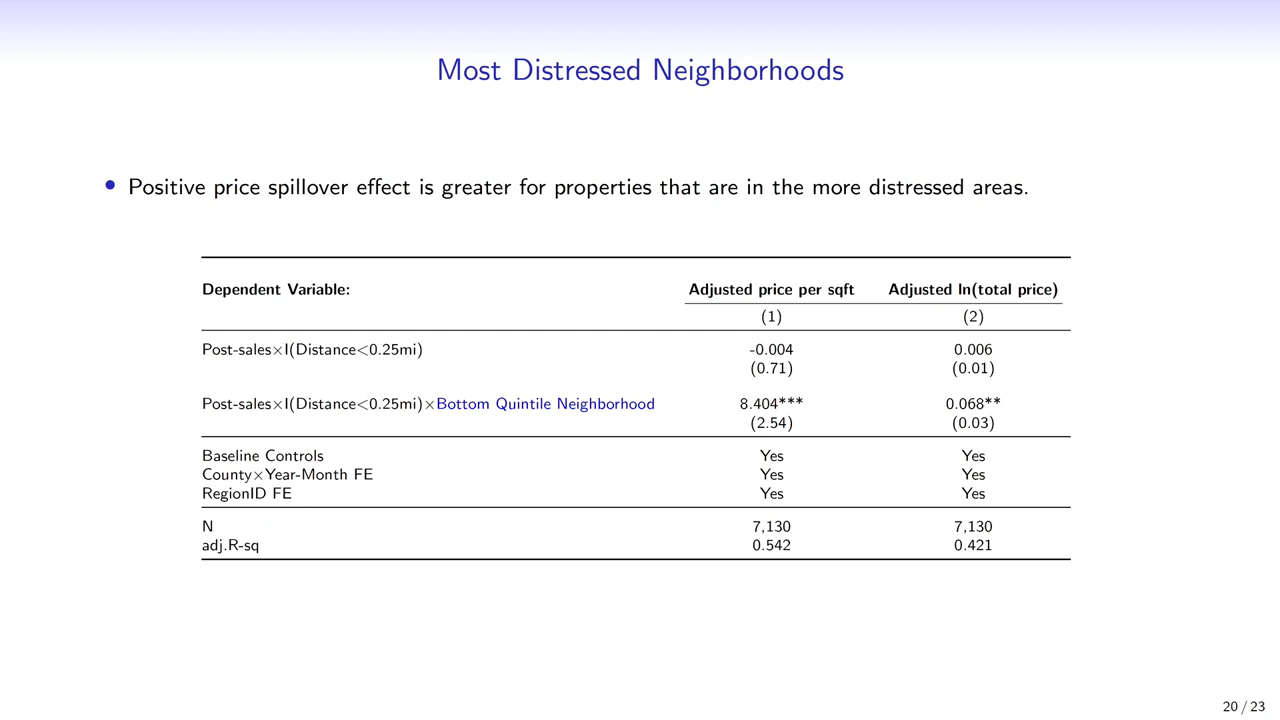 Most Distressed Neighborhoods
• Positive price spillover effect is greater for properties that are in the more distressed areas.
Dependent Variable: Adjusted price per sqft Adjusted ln(total price)
(1) (2)
Post-sales×I(Distance<0.25mi) -0.004 0.006
(0.71) (0.01)
Post-sales×I(Distance<0.25mi)×Bottom Quintile Neighborhood 8.404*** 0.068**
(2.54) (0.03)
Baseline Controls Yes Yes
County×Year-Month FE Yes Yes
RegionID FE Yes Yes
N 7,130 7,130
adj.R-sq 0.542 0.421
20 / 23